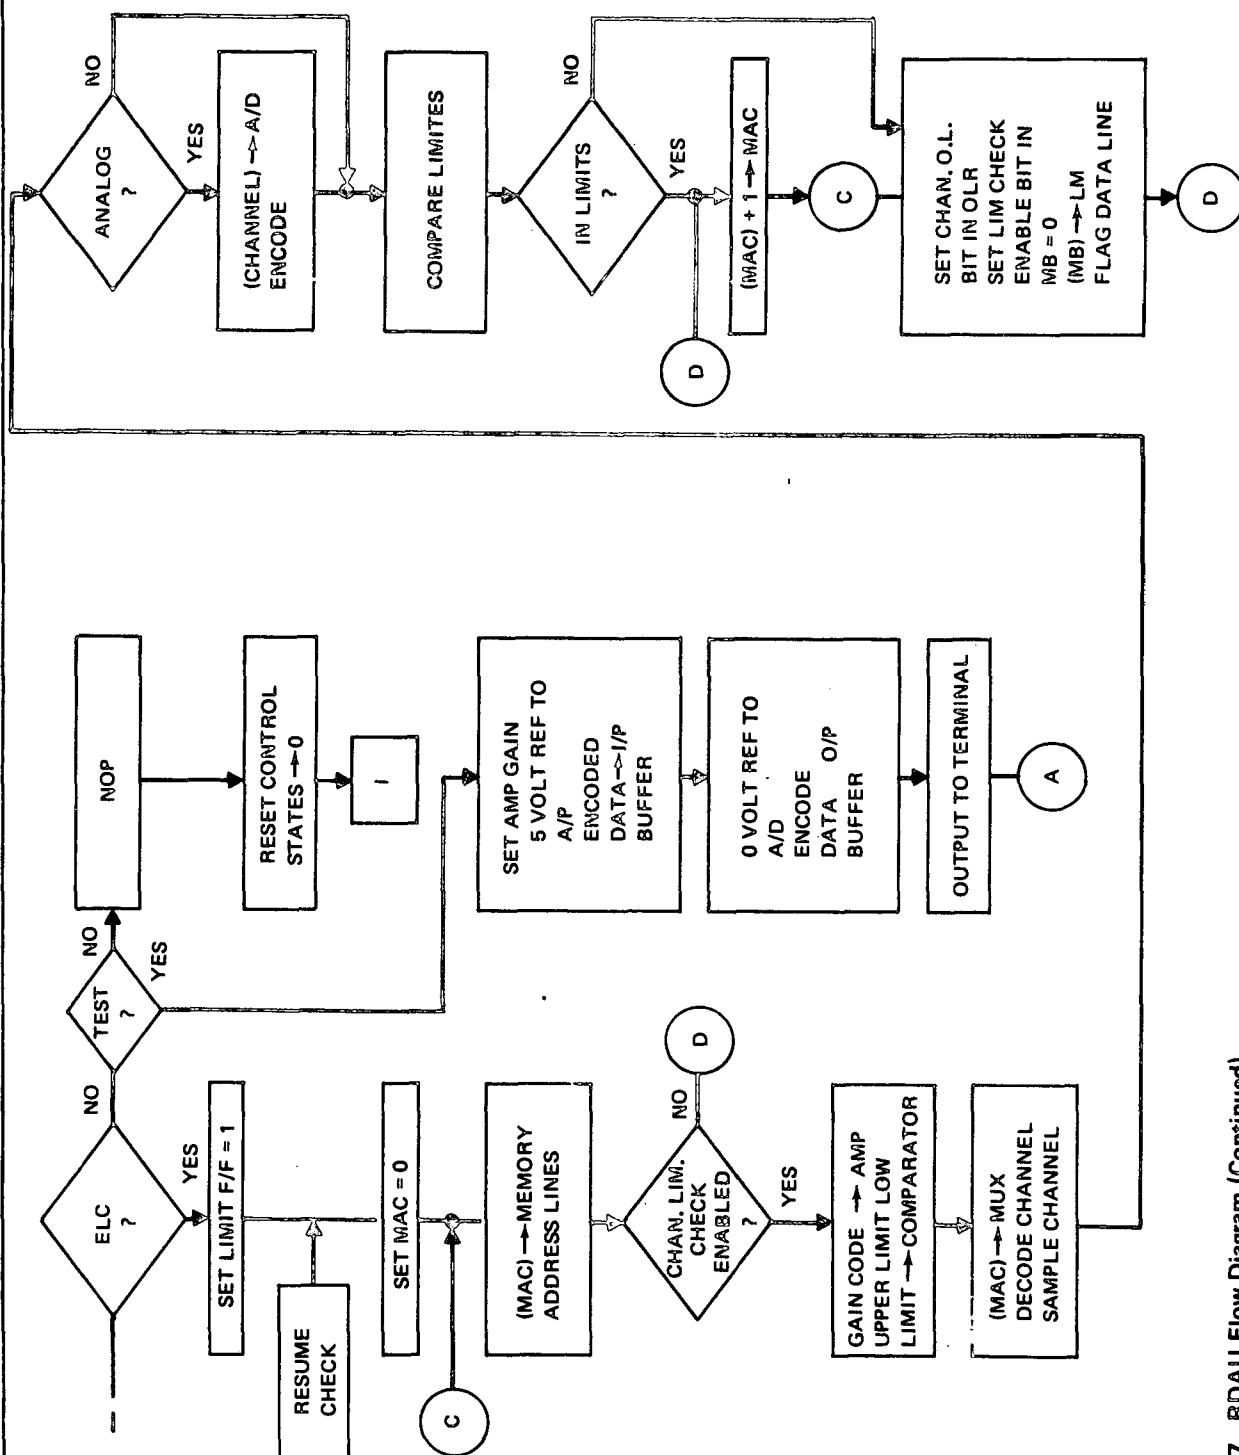 ELC
?
NO
YES
SET LIMIT F/F = 1
RESUME
CHECK
SET MAC = 0
C
(MAC) → MEMORY
ADDRESS LINES
CHAN. LIM.
CHECK
ENABLED
?
NO
D
YES
GAIN CODE → AMP
UPPER LIMIT LOW
LIMIT → COMPARATOR
(MAC) → MUX
DECODE CHANNEL
SAMPLE CHANNEL
TEST
?
NO
YES
NOP
RESET CONTROL
STATES → 0
I
SET AMP GAIN
5 VOLT REF TO
A/P
ENCODED
DATA → I/P
BUFFER
0 VOLT REF TO
A/D
ENCODE
DATA O/P
BUFFER
OUTPUT TO TERMINAL
A
ANALOG
?
NO
YES
(CHANNEL) → A/D
ENCODE
COMPARE LIMITES
IN LIMITS
?
NO
YES
D
(MAC) + 1 → MAC
C
SET CHAN. O.L.
BIT IN OLR
SET LIM CHECK
ENABLE BIT IN
MB = 0
(MB) → LM
FLAG DATA LINE
D
7 BDAU Flow Diagram (Continued)